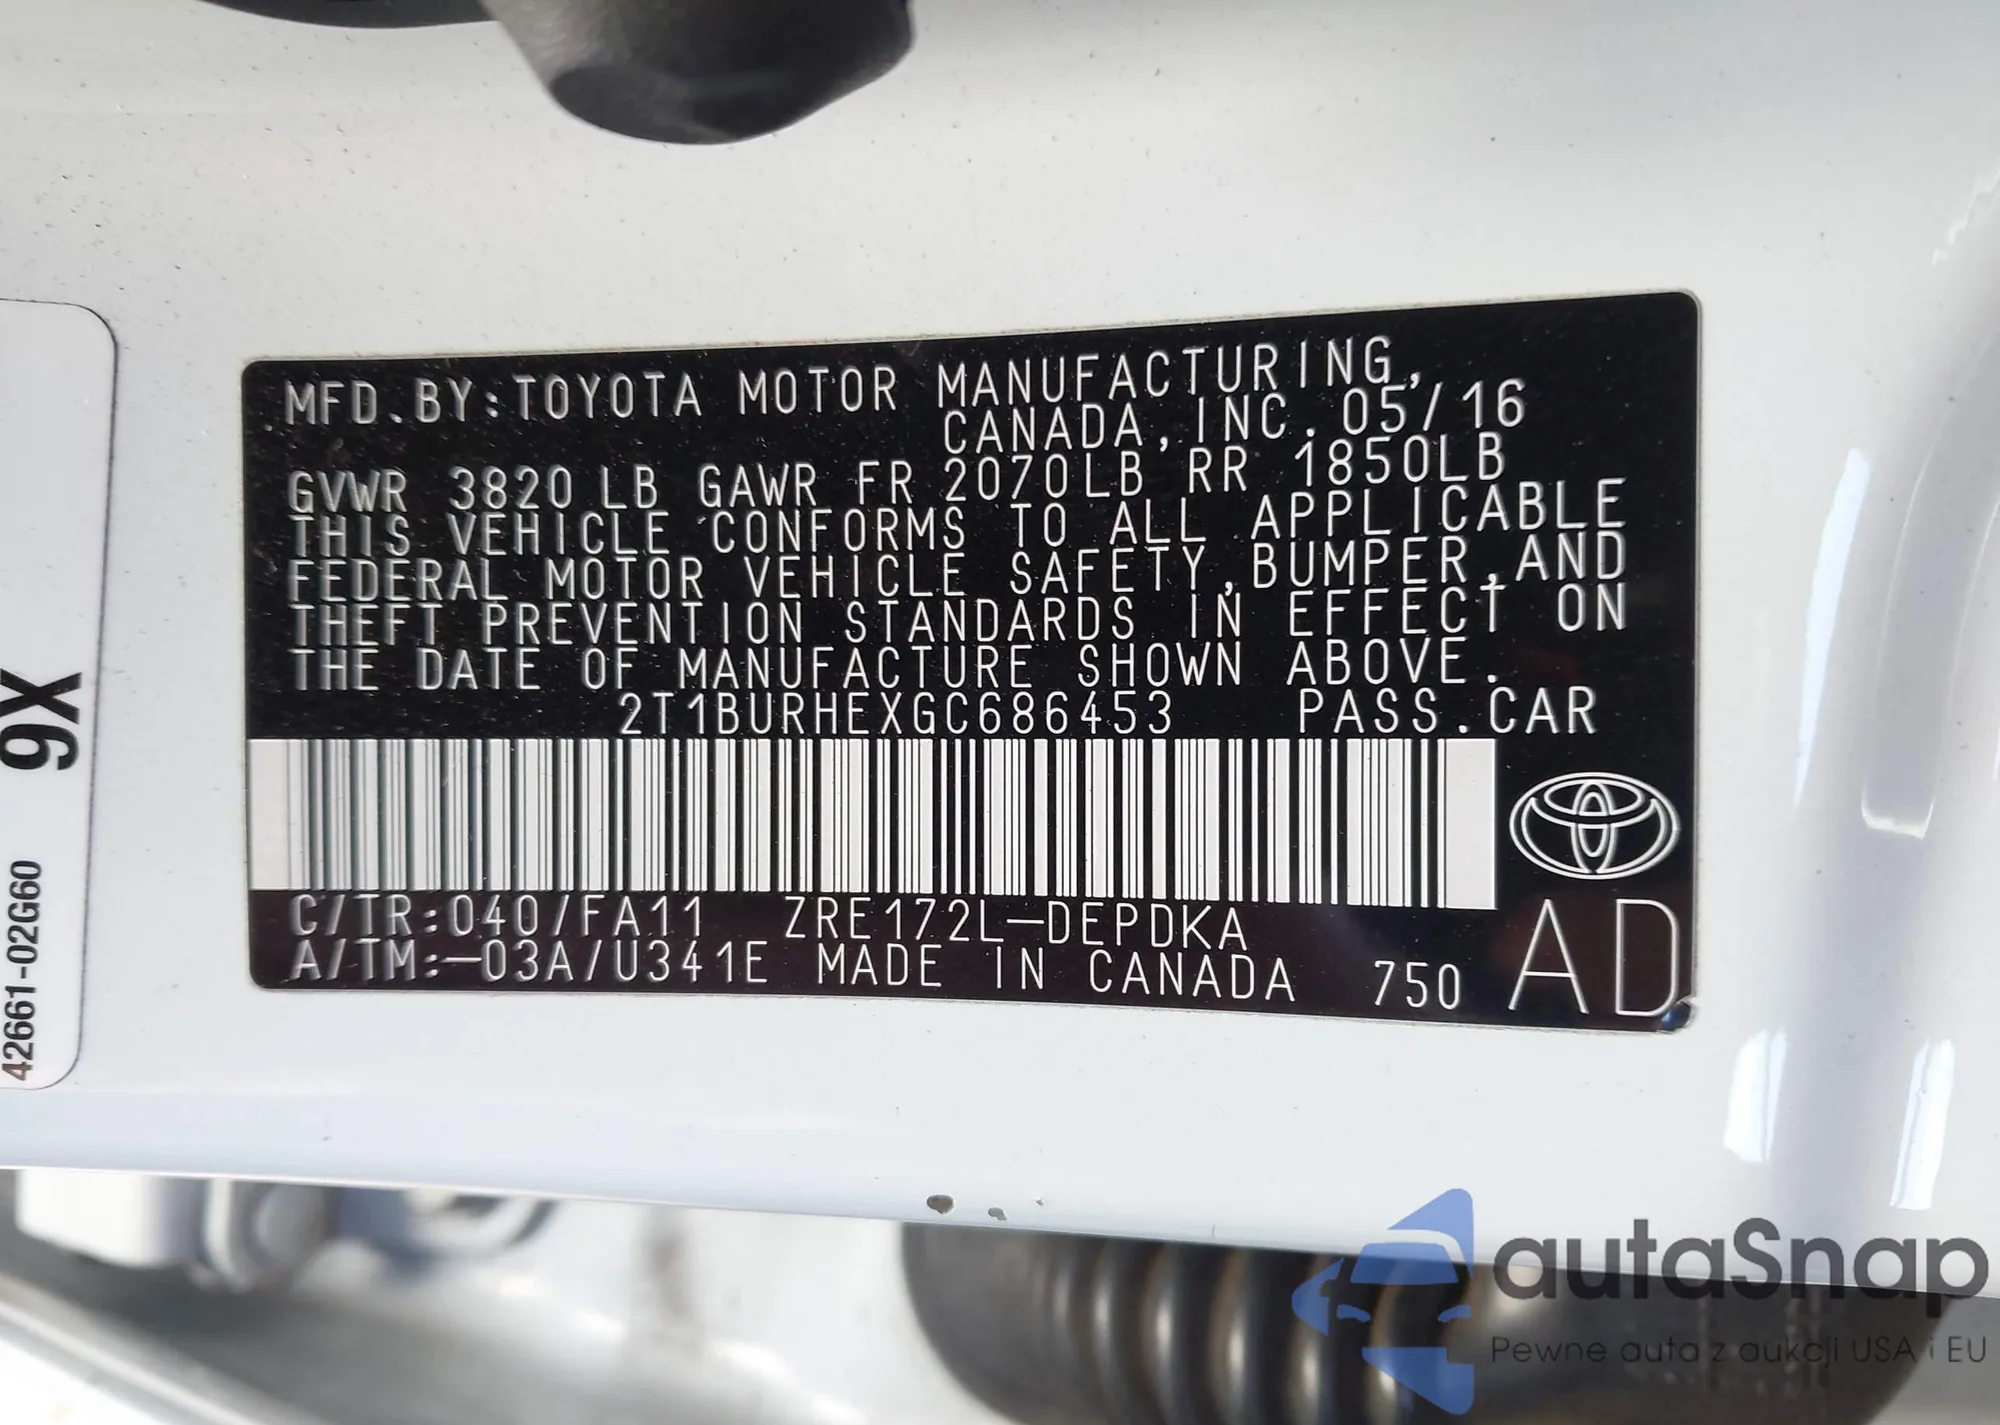 MFD.BY:TOYOTA MOTOR MANUFACTURING,
CANADA, INC. 05/16
GVWR 3820 LB GAWR FR 2070LB RR 1850LB
THIS VEHICLE CONFORMS TO ALL APPLICABLE
FEDERAL MOTOR VEHICLE SAFETY, BUMPER, AND
THEFT PREVENTION STANDARDS IN EFFECT ON
THE DATE OF MANUFACTURE SHOWN ABOVE.
2T1BURHEXGC686453 PASS.CAR
C/TR:040/FA11 ZRE172L-DEPDKA
A/TM:-03A/U341E MADE IN CANADA 750
AD
9X
42661-02G60
autaSnap
Pewne auta z aukcji USA i EU